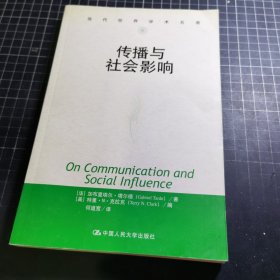 当代世界学术名著
传播与
社会影响
On Communication and
Social Influence
[法] 加布里埃尔·塔尔德 (Gabriel Tarde) / 著
[美] 特里·N·克拉克 (Terry N. Clark) / 编
何道宽 / 译
中国人民大学出版社